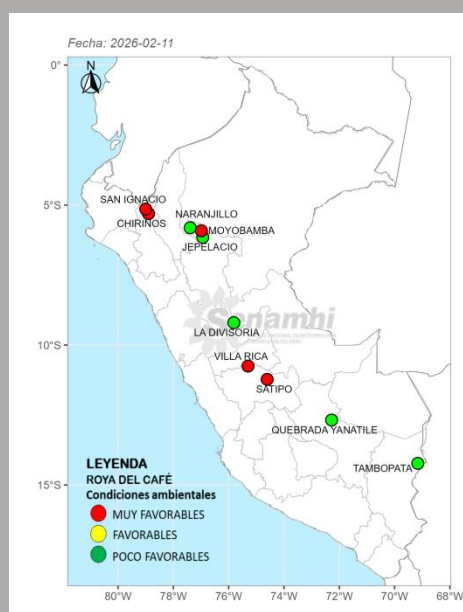 Fecha: 2026-02-11
N
0°
5°S
10°S
15°S
SAN IGNACIO
CHIRINOS
NARANJILLO
MOYOBAMBA
JEPELACIO
Senamhi
LA DIVISORIA
VILLA RICA
SATIPO
QUEBRADA YANATILE
TAMBOPATA
LEYENDA
ROYA DEL CAFÉ
Condiciones ambientales
MUY FAVORABLES
FAVORABLES
POCO FAVORABLES
80°W 78°W 76°W 74°W 72°W 70°W 68°W